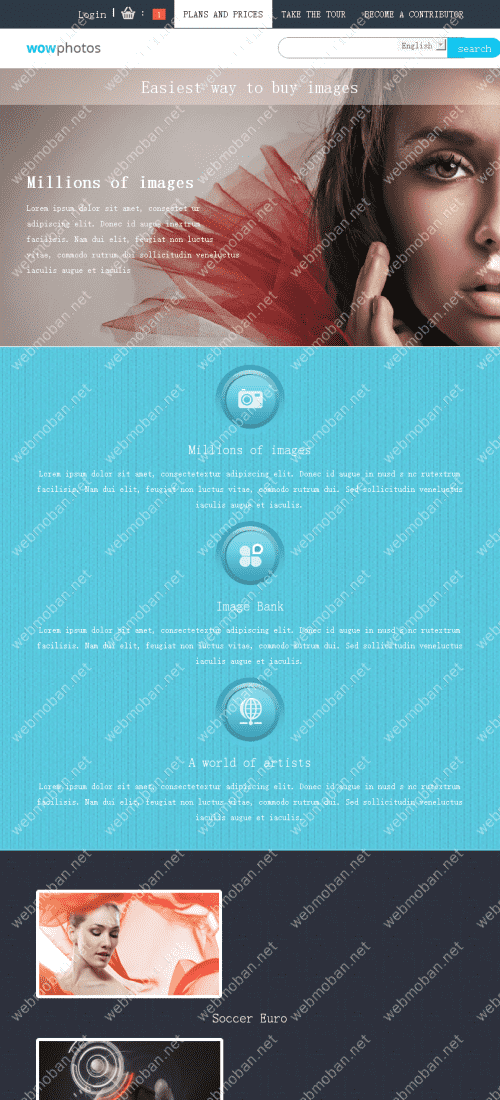 Login | : 1 PLANS AND PRICES TAKE THE TOUR BECOME A CONTRIBUTOR
wowphotos English search
Easiest way to buy images
Millions of images
Lorem ipsum dolor sit amet, consectet ur
adipiscing elit. Donec id augue inertium
facilisis. Nam dui elit, feugiat non luctus
vitae, commodo rutrum dui sollicitudin veneluctus
iaculis augue et iaculis
Millions of images
Lorem ipsum dolor sit amet, consectetertur adipiscing elit. Donec id augue in nusd s nc rutextrum
facilisis. Nam dui elit, feugiat non luctus vitae, commodo rutrum dui. Sed sollicitudin veneluctus
iaculis augue et iaculis.
Image Bank
Lorem ipsum dolor sit amet, consectetertur adipiscing elit. Donec id augue in nusd s nc rutextrum
facilisis. Nam dui elit, feugiat non luctus vitae, commodo rutrum dui. Sed sollicitudin veneluctus
iaculis augue et iaculis.
A world of artists
Lorem ipsum dolor sit amet, consectetertur adipiscing elit. Donec id augue in nusd s nc rutextrum
facilisis. Nam dui elit, feugiat non luctus vitae, commodo rutrum dui. Sed sollicitudin veneluctus
iaculis augue et iaculis.
Soccer Euro
webmoban.net